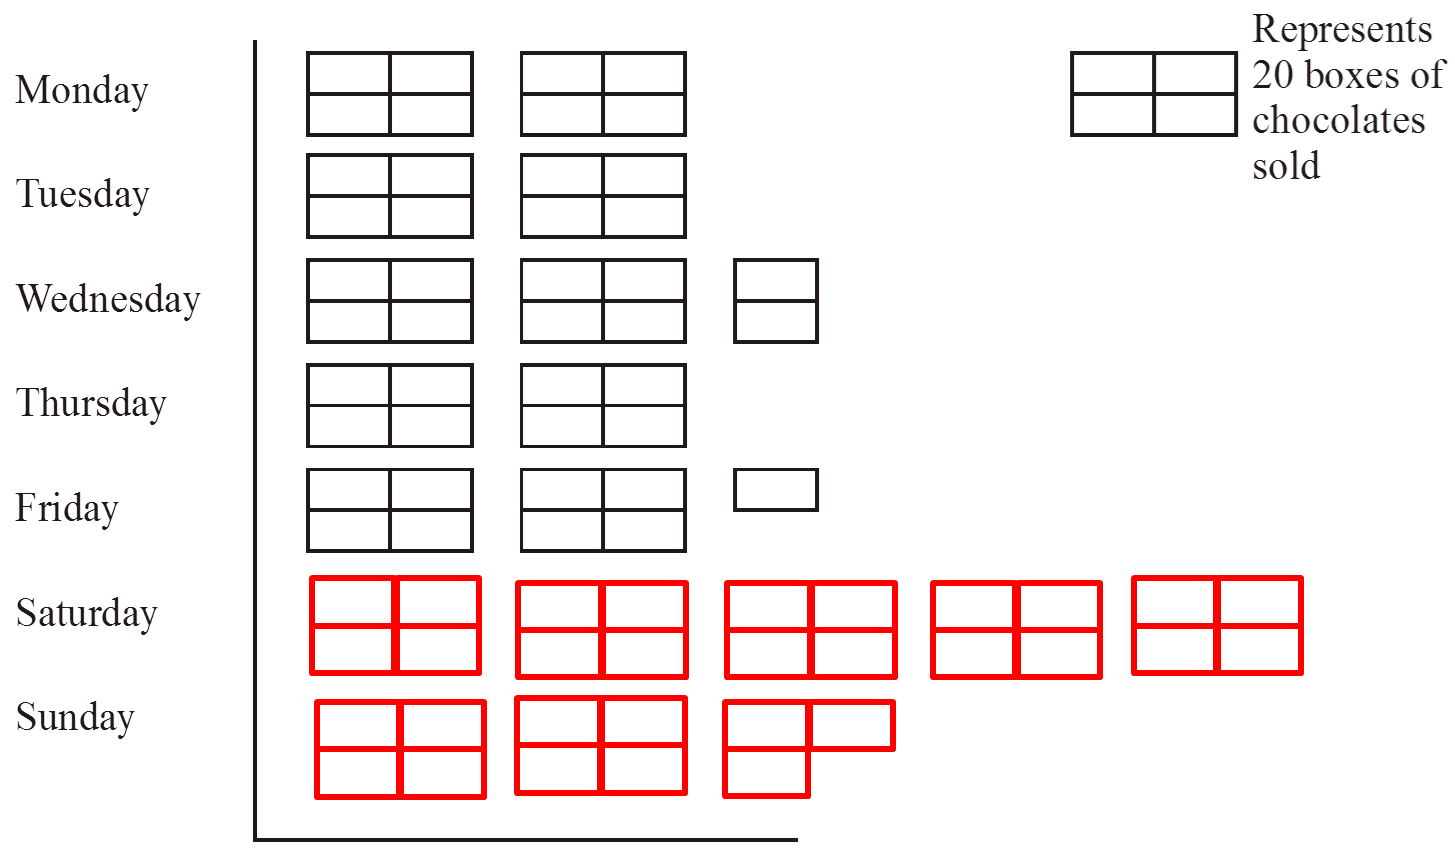 Monday
Tuesday
Wednesday
Thursday
Friday
Saturday
Sunday
Represents
20 boxes of
chocolates
sold